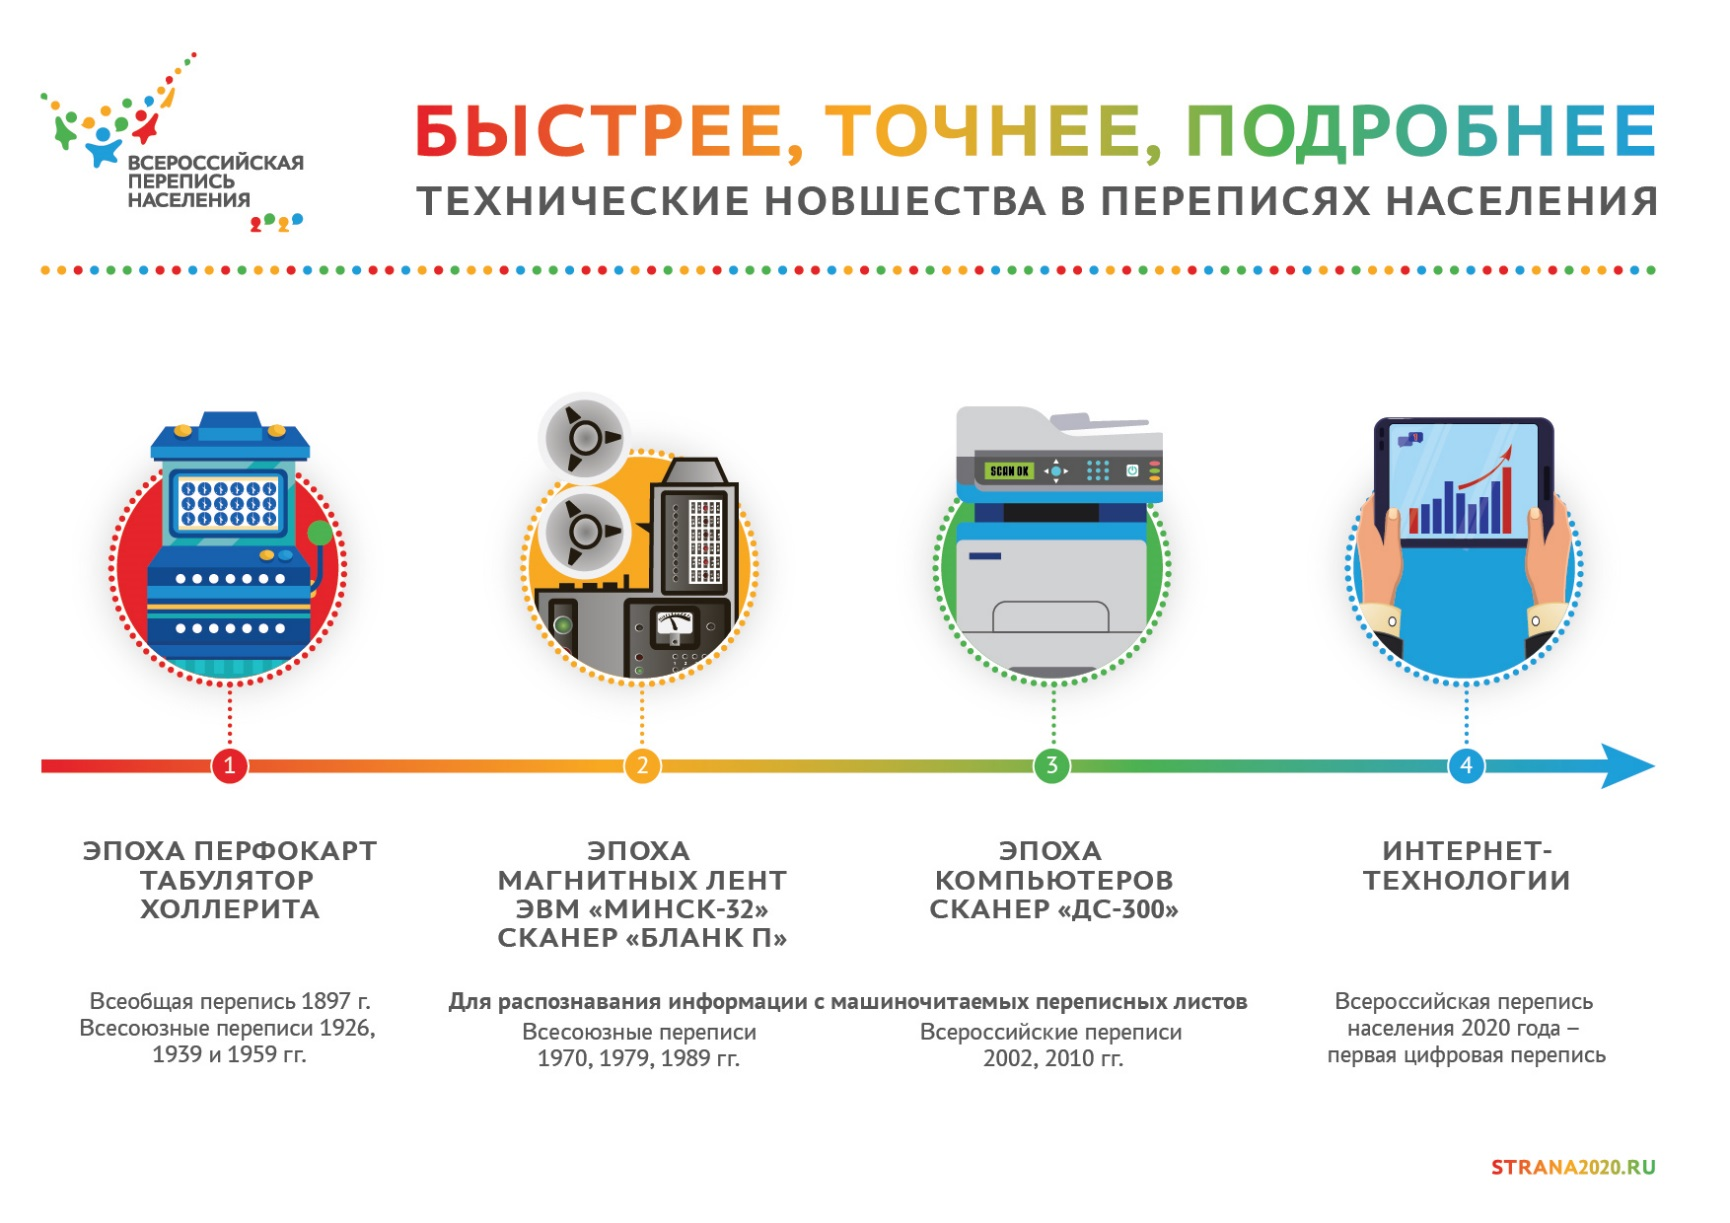 ВСЕРОССИЙСКАЯ
ПЕРЕПИСЬ
НАСЕЛЕНИЯ
БЫСТРЕЕ, ТОЧНЕЕ, ПОДРОБНЕЕ
ТЕХНИЧЕСКИЕ НОВШЕСТВА В ПЕРЕПИСЯХ НАСЕЛЕНИЯ
SCAN OK
1
2
3
4
ЭПОХА ПЕРФОКАРТ
ТАБУЛЯТОР
ХОЛЛЕРИТА
Всеобщая перепись 1897 г.
Всесоюзные переписи 1926,
1939 и 1959 гг.
ЭПОХА
МАГНИТНЫХ ЛЕНТ
ЭВМ «МИНСК-32»
СКАНЕР «БЛАНК П»
ЭПОХА
КОМПЬЮТЕРОВ
СКАНЕР «ДС-300»
Для распознавания информации с машиночитаемых переписных листов
Всесоюзные переписи
1970, 1979, 1989 гг.
Всероссийские переписи
2002, 2010 гг.
ИНТЕРНЕТ-
ТЕХНОЛОГИИ
Всероссийская перепись
населения 2020 года –
первая цифровая перепись
STRANA2020.RU